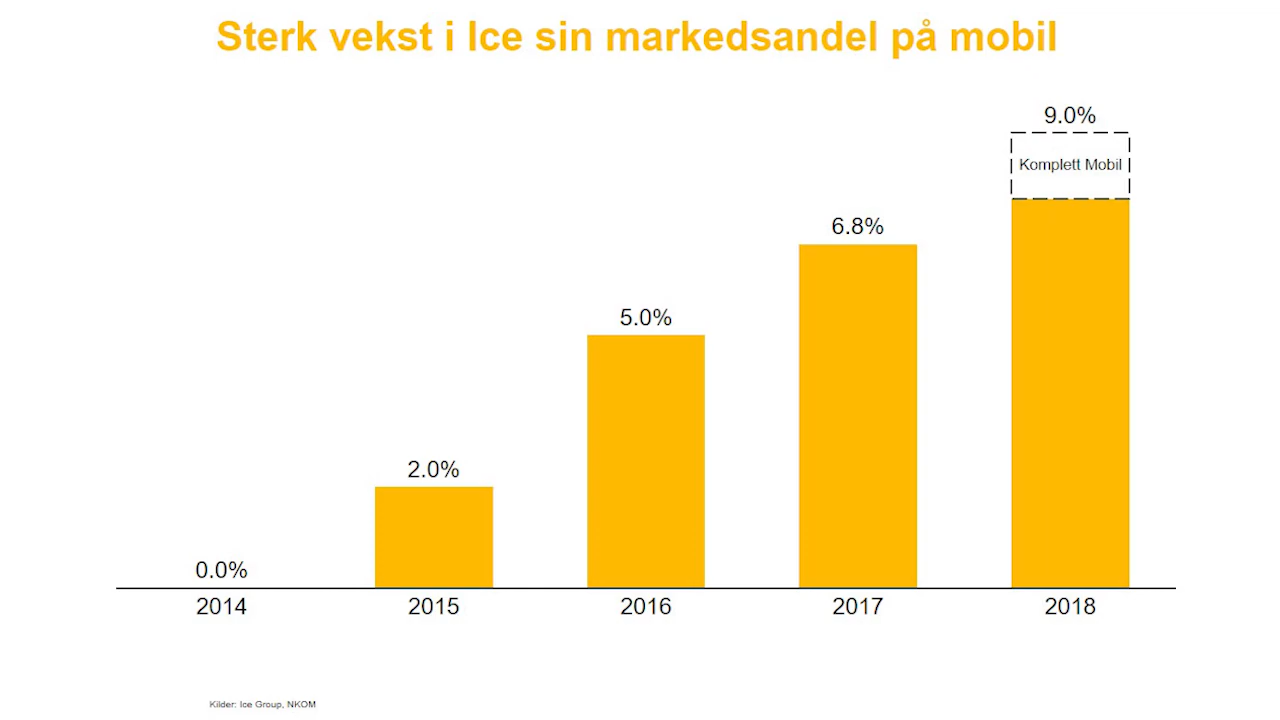 Sterk vekst i Ice sin markedsandel på mobil
9.0%
Komplett Mobil
6.8%
5.0%
2.0%
0.0%
2014 2015 2016 2017 2018
Kilder: Ice Group, NKOM